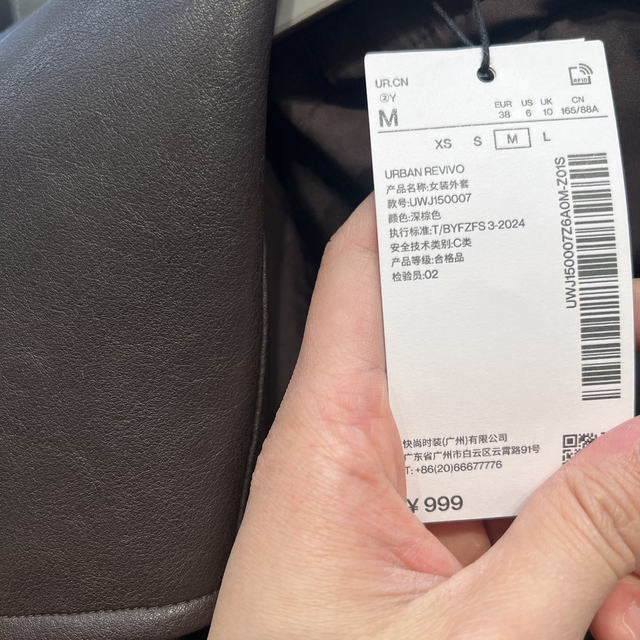 UR.CN
②Y
RFID
M
EUR 38 US 6 UK 10 CN 165/88A
XS S M L
URBAN REVIVO
产品名称:女装外套
款号:UWJ150007
颜色:深棕色
执行标准:T/BYFZFS 3-2024
安全技术类别:C类
产品等级:合格品
检验员:02
UWJ150007Z6A0M-Z01S
快尚时装(广州)有限公司
广东省广州市白云区云霄路91号
T: +86(20)66677776
¥ 999